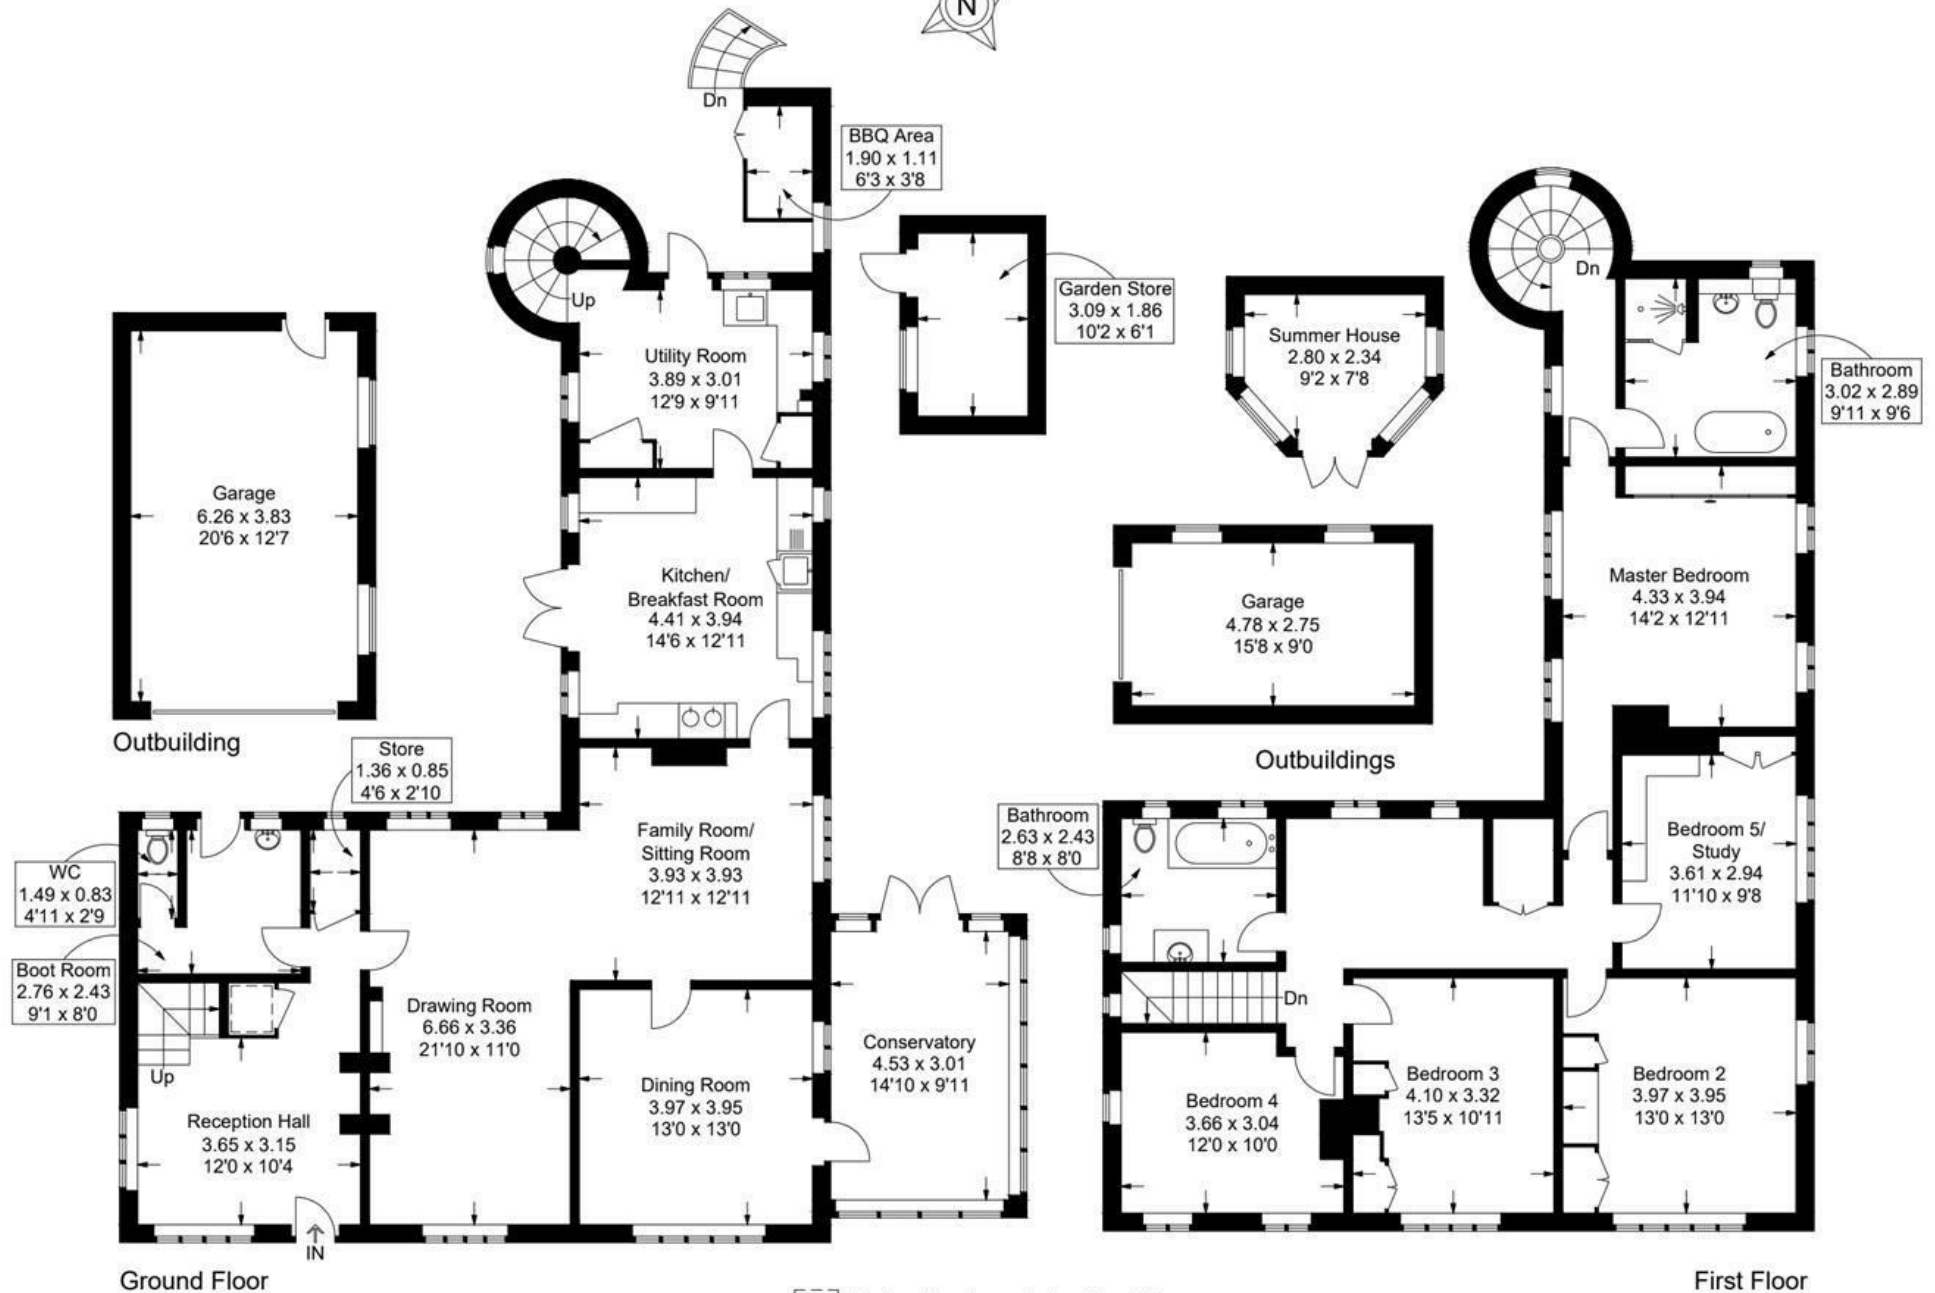 N
Dn
BBQ Area
1.90 x 1.11
6'3 x 3'8
Up
Utility Room
3.89 x 3.01
12'9 x 9'11
Garden Store
3.09 x 1.86
10'2 x 6'1
Summer House
2.80 x 2.34
9'2 x 7'8
Dn
Bathroom
3.02 x 2.89
9'11 x 9'6
Garage
6.26 x 3.83
20'6 x 12'7
Outbuilding
Kitchen/
Breakfast Room
4.41 x 3.94
14'6 x 12'11
Garage
4.78 x 2.75
15'8 x 9'0
Outbuildings
Master Bedroom
4.33 x 3.94
14'2 x 12'11
Store
1.36 x 0.85
4'6 x 2'10
WC
1.49 x 0.83
4'11 x 2'9
Boot Room
2.76 x 2.43
9'1 x 8'0
Family Room/
Sitting Room
3.93 x 3.93
12'11 x 12'11
Bathroom
2.63 x 2.43
8'8 x 8'0
Bedroom 5/
Study
3.61 x 2.94
11'10 x 9'8
Drawing Room
6.66 x 3.36
21'10 x 11'0
Up
Reception Hall
3.65 x 3.15
12'0 x 10'4
Dining Room
3.97 x 3.95
13'0 x 13'0
Conservatory
4.53 x 3.01
14'10 x 9'11
Dn
Bedroom 4
3.66 x 3.04
12'0 x 10'0
Bedroom 3
4.10 x 3.32
13'5 x 10'11
Bedroom 2
3.97 x 3.95
13'0 x 13'0
IN
Ground Floor
First Floor